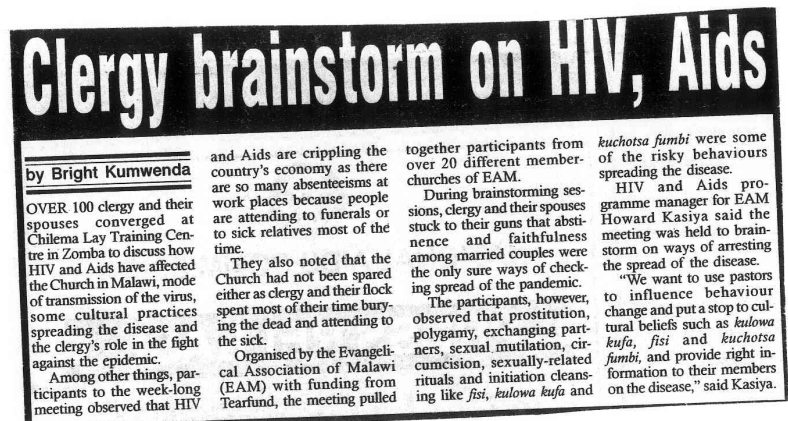 Clergy brainstorm on HIV, Aids
by Bright Kumwenda
OVER 100 clergy and their
spouses converged at
Chilema Lay Training Cen-
tre in Zomba to discuss how
HIV and Aids have affected
the Church in Malawi, mode
of transmission of the virus,
some cultural practices
spreading the disease and
the clergy's role in the fight
against the epidemic.
Among other things, par-
ticipants to the week-long
meeting observed that HIV
and Aids are crippling the
country's economy as there
are so many absenteeisms at
work places because people
are attending to funerals or
to sick relatives most of the
time.
They also noted that the
Church had not been spared
either as clergy and their flock
spent most of their time bury-
ing the dead and attending to
the sick.
Organised by the Evangeli-
cal Association of Malawi
(EAM) with funding from
Tearfund, the meeting pulled
together participants from
over 20 different member-
churches of EAM.
During brainstorming ses-
sions, clergy and their spouses
stuck to their guns that absti-
nence and faithfulness
among married couples were
the only sure ways of check-
ing spread of the pandemic.
The participants, however,
observed that prostitution,
polygamy, exchanging part-
ners, sexual mutilation, cir-
cumcision, sexually-related
rituals and initiation cleans-
ing like fisi, kulowa kufa and
kuchotsa fumbi were some
of the risky behaviours
spreading the disease.
HIV and Aids pro-
gramme manager for EAM
Howard Kasiya said the
meeting was held to brain-
storm on ways of arresting
the spread of the disease.
"We want to use pastors
to influence behaviour
change and put a stop to cul-
tural beliefs such as kulowa
kufa, fisi and kuchotsa
fumbi, and provide right in-
formation to their members
on the disease," said Kasiya.